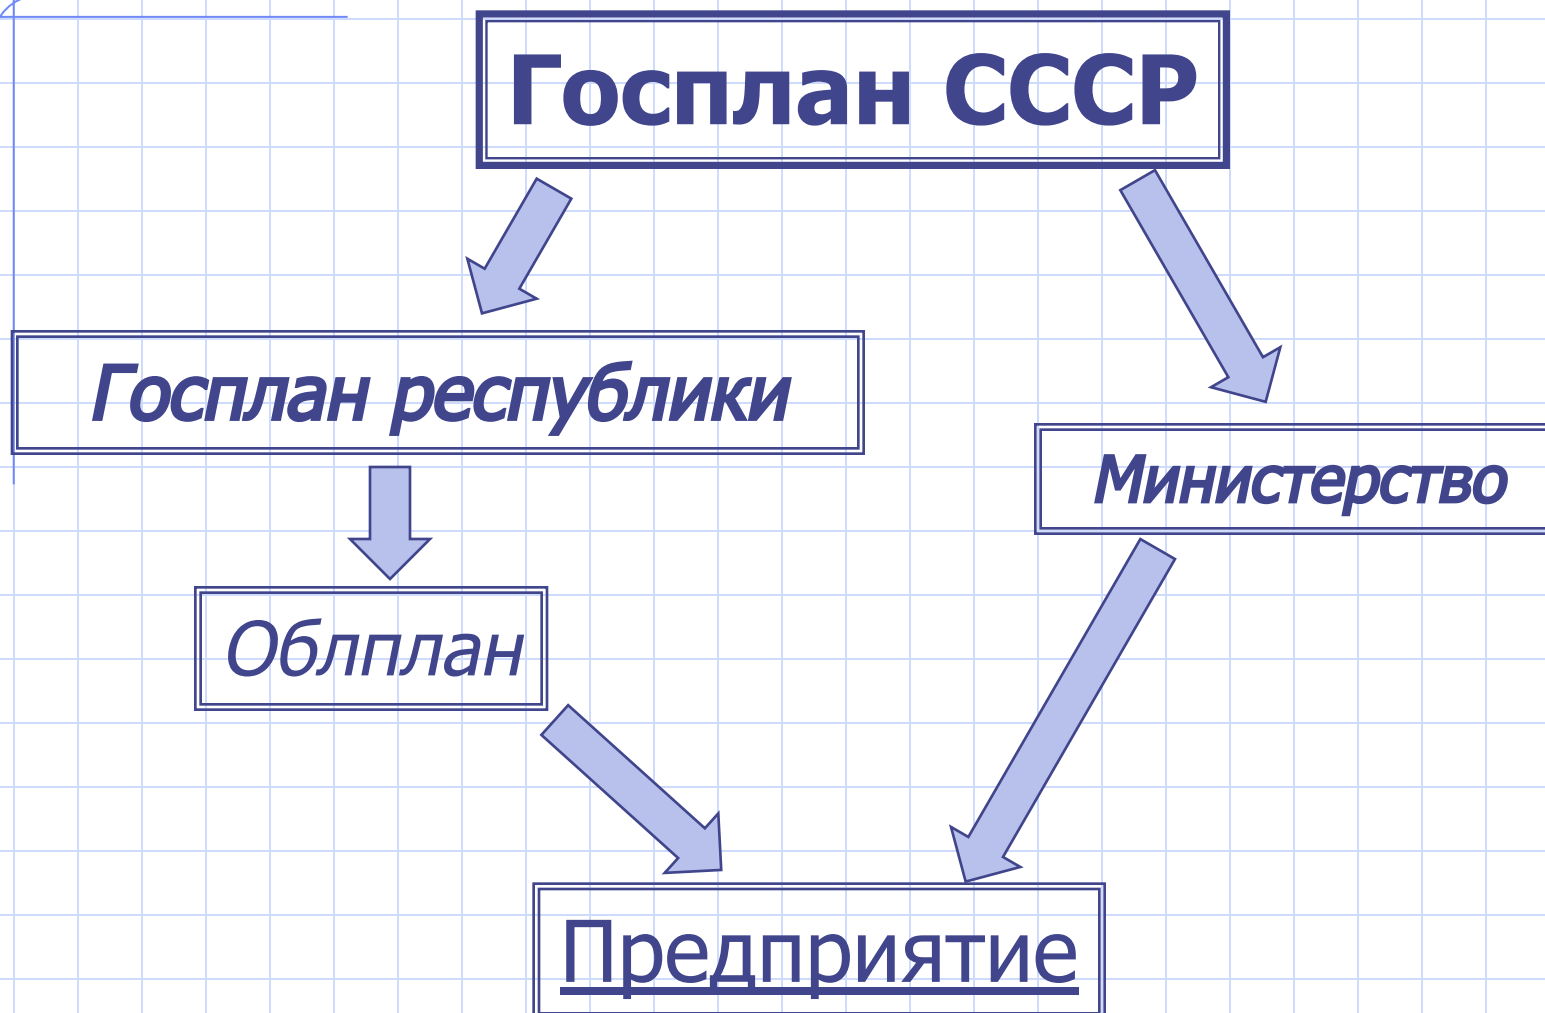 Госплан СССР
Госплан республики
Министерство
Облплан
Предприятие